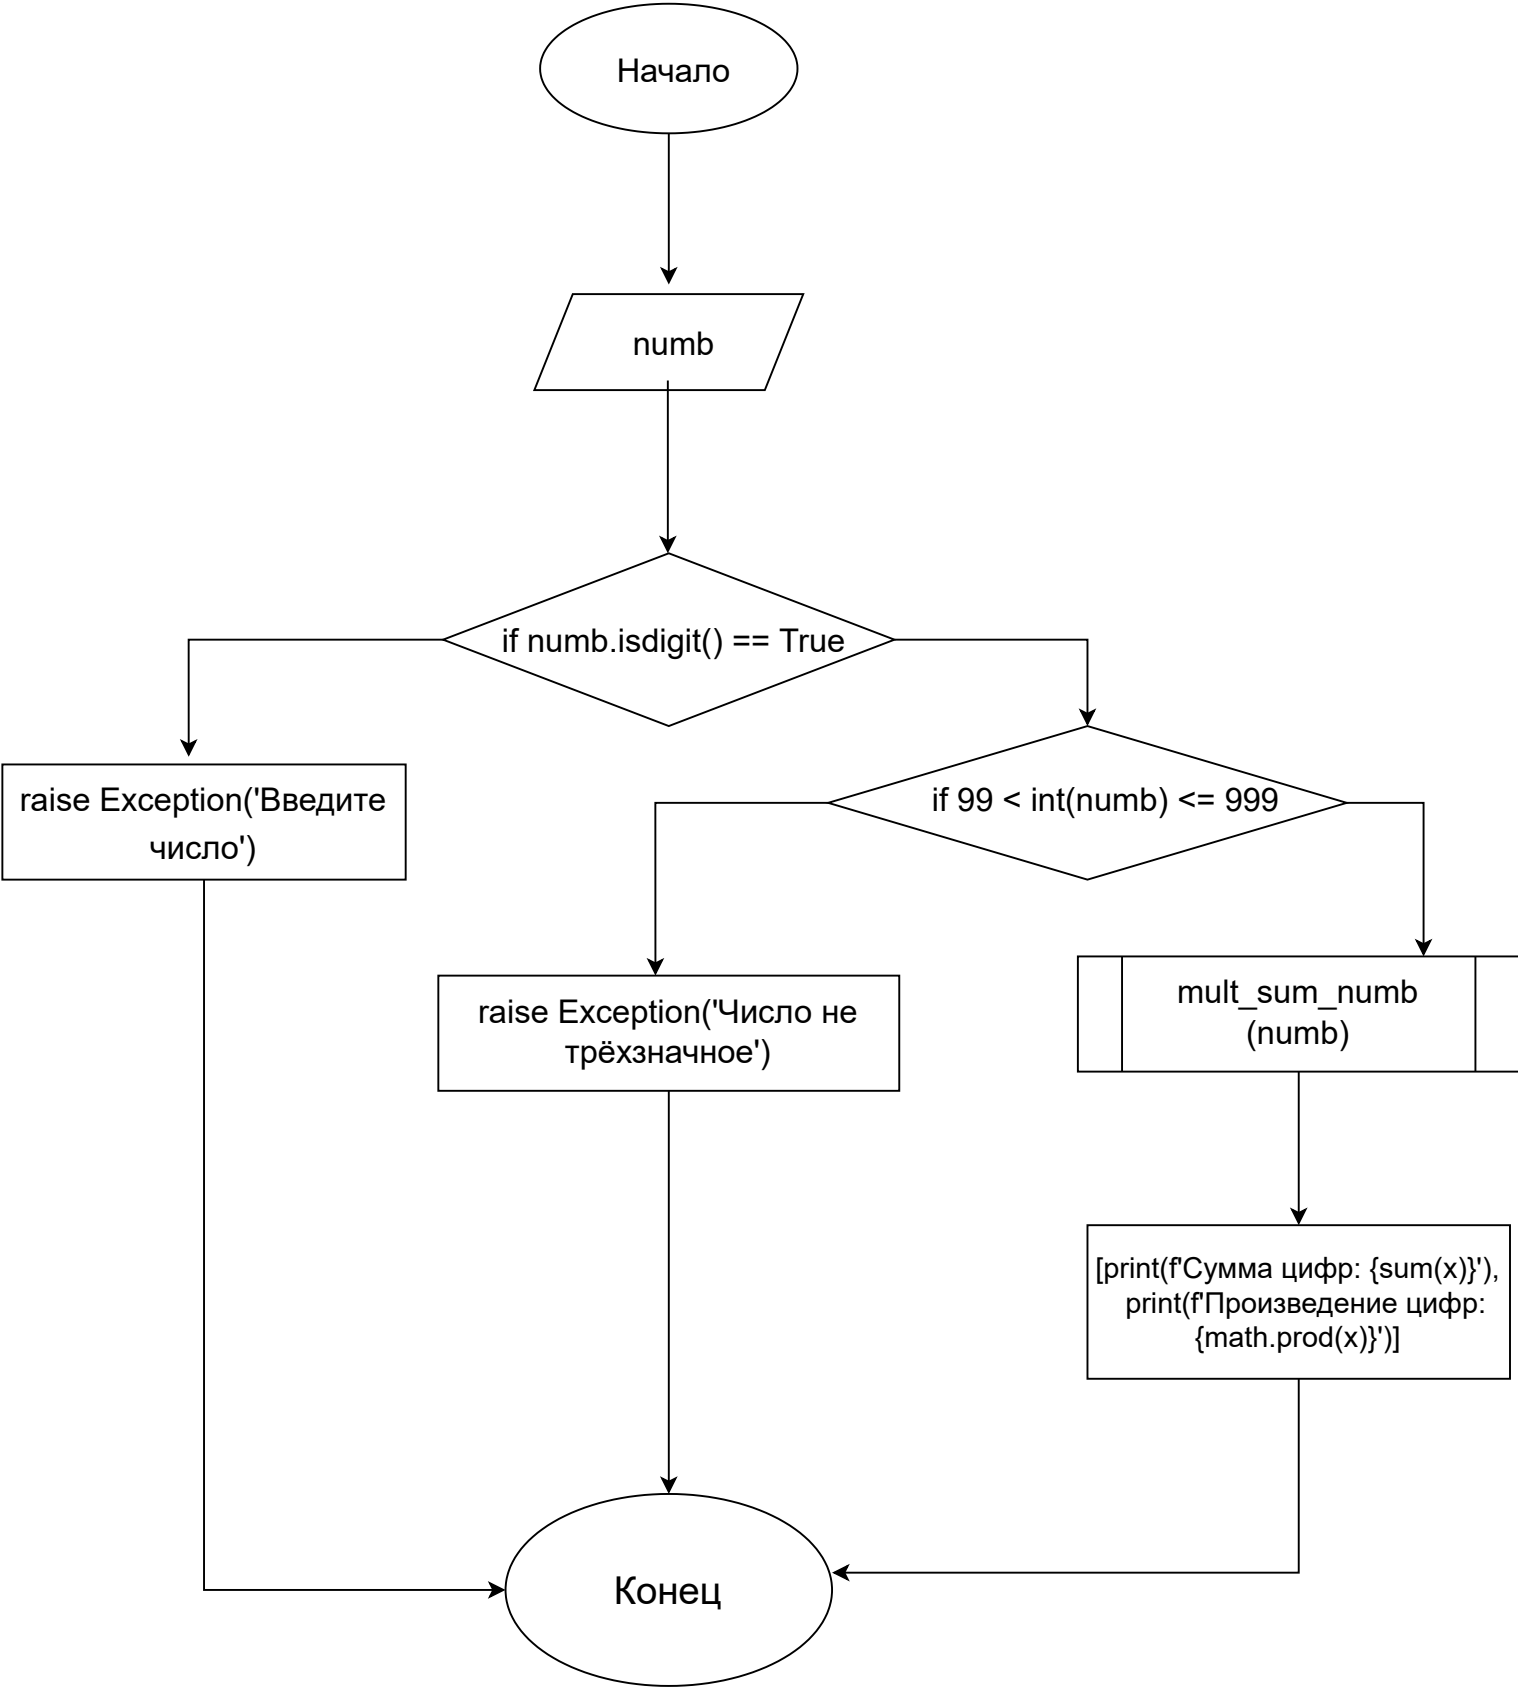 Начало
numb
if numb.isdigit() == True
raise Exception('Введите
число')
if 99 < int(numb) <= 999
raise Exception('Число не
трёхзначное')
mult_sum_numb
(numb)
[print(f'Сумма цифр: {sum(x)}'),
print(f'Произведение цифр:
{math.prod(x)}')]
Конец